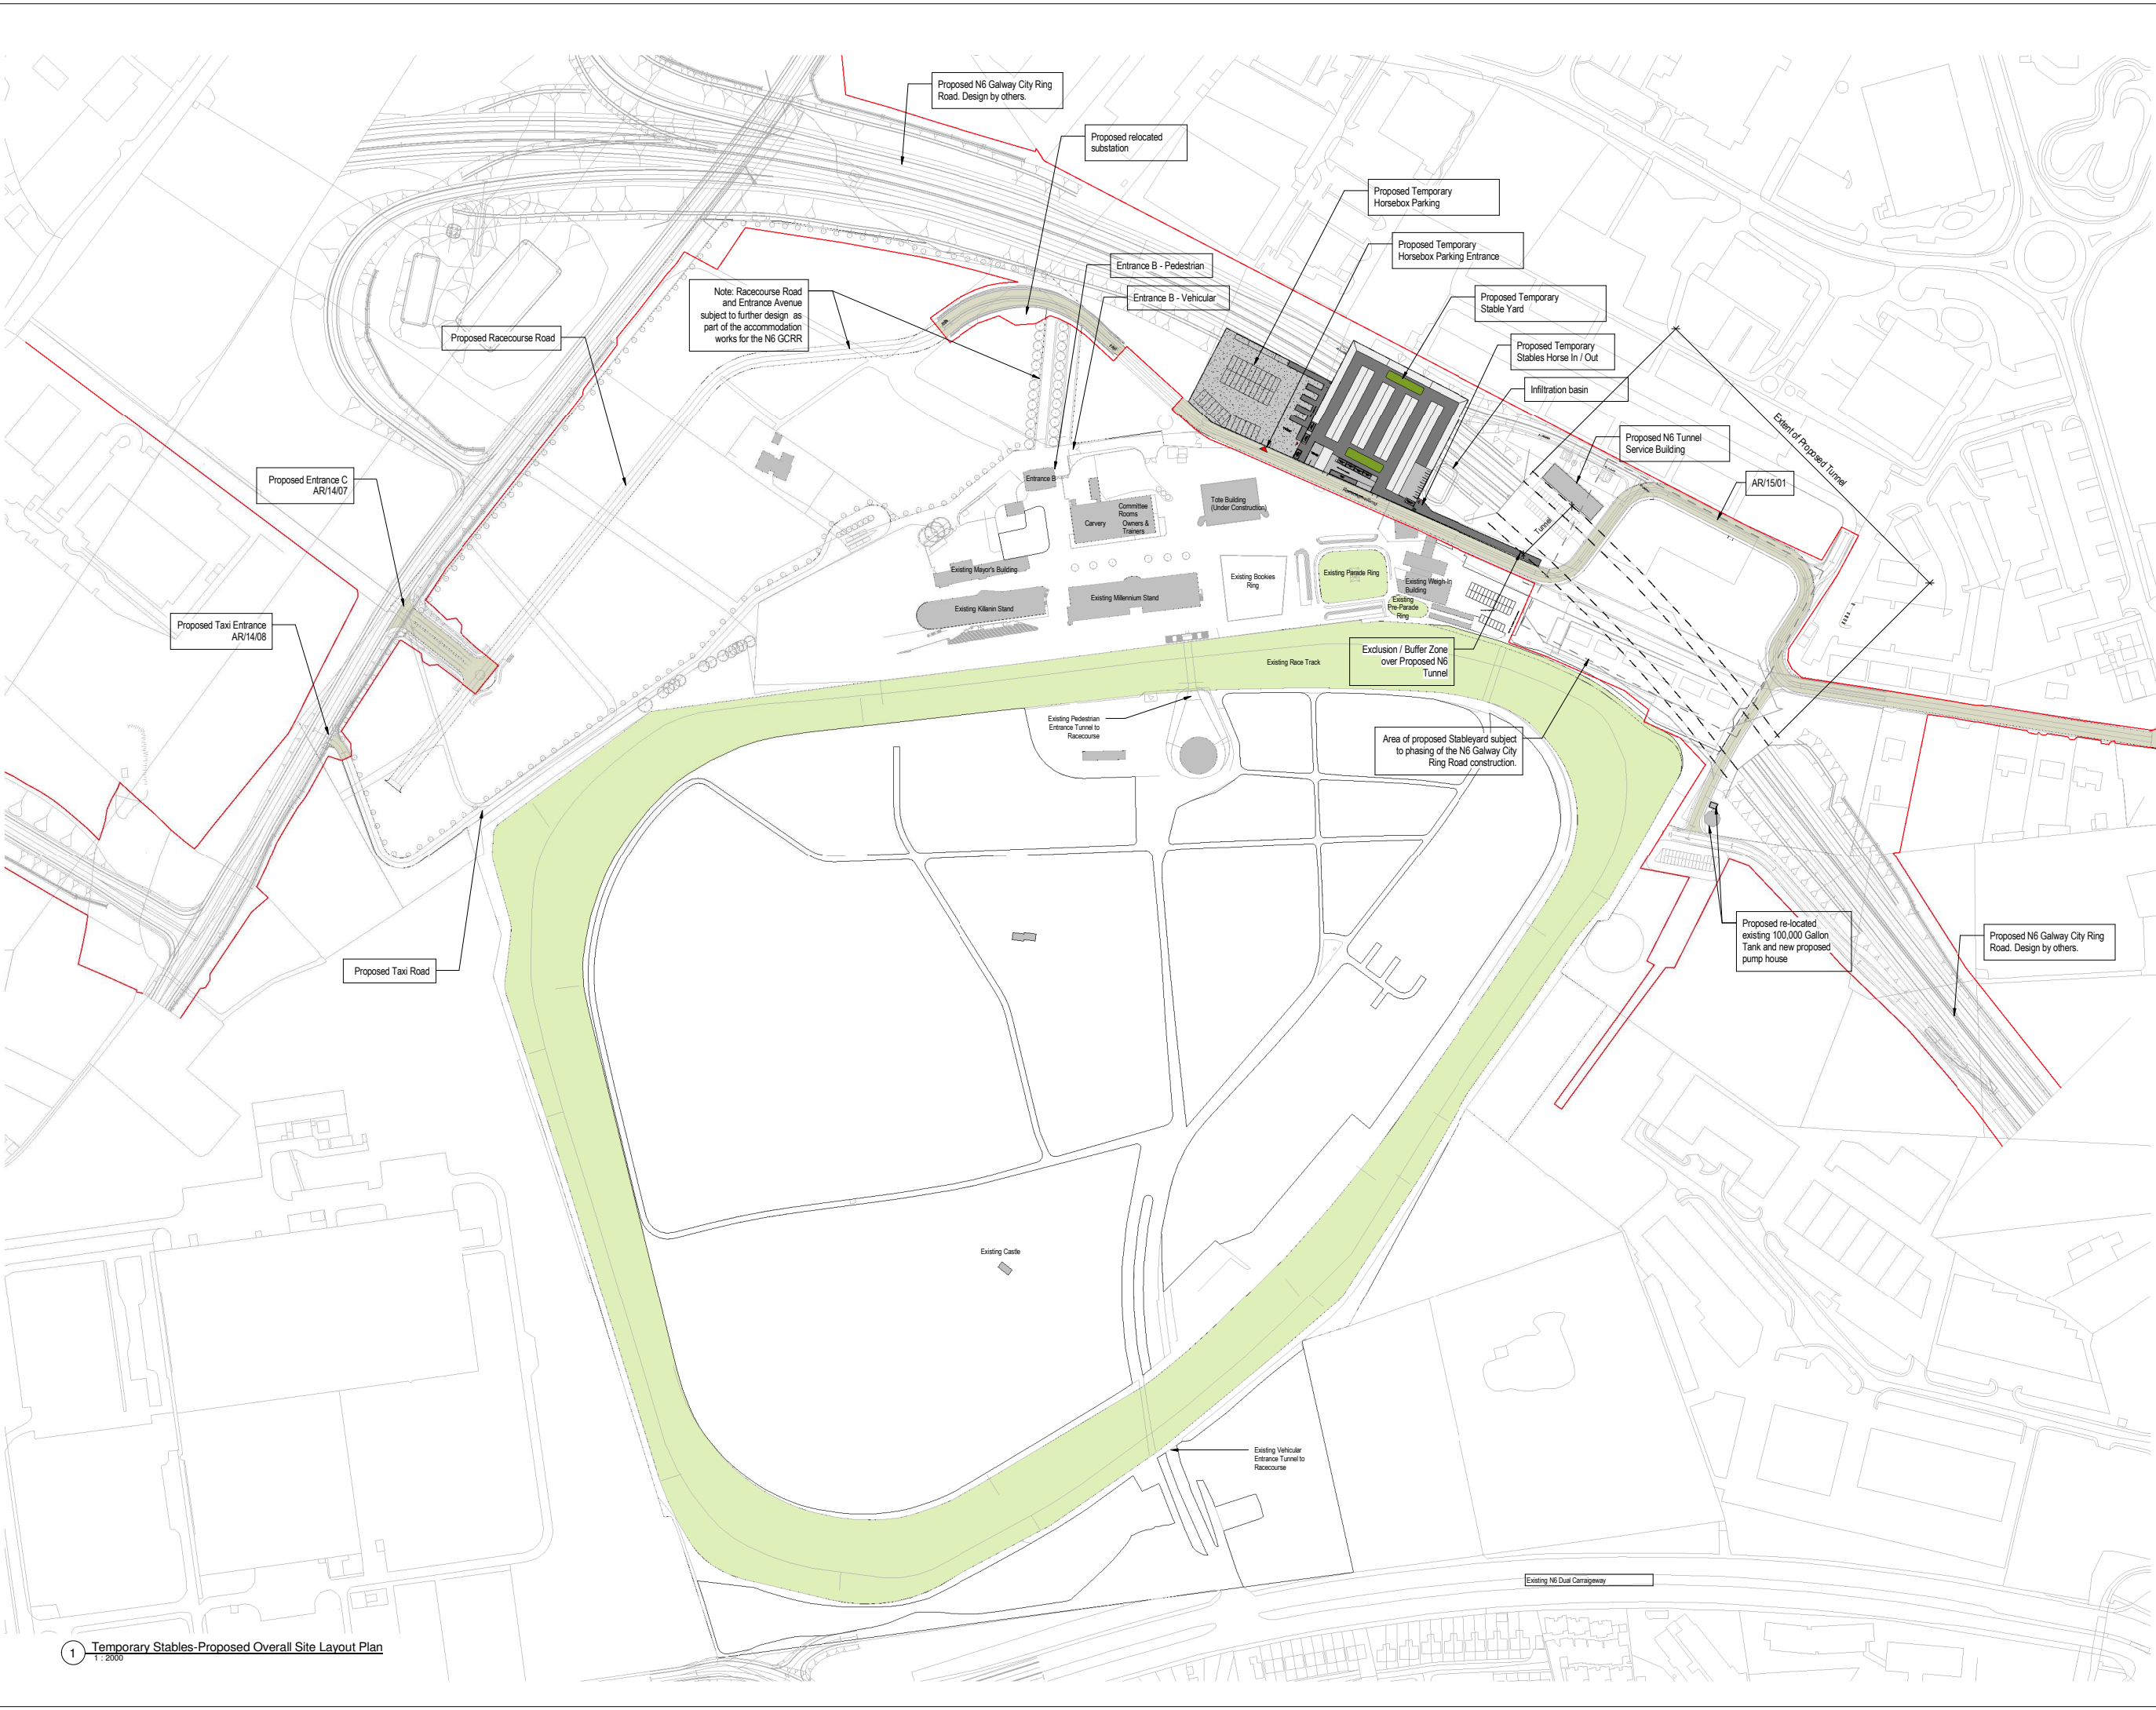 Proposed N6 Galway City Ring
Road. Design by others.
Proposed relocated
substation
Proposed Temporary
Horsebox Parking
Proposed Temporary
Horsebox Parking Entrance
Entrance B - Pedestrian
Entrance B - Vehicular
Note: Racecourse Road
and Entrance Avenue
subject to further design as
part of the accommodation
works for the N6 GCRR
Proposed Temporary
Stable Yard
Proposed Racecourse Road
Proposed Temporary
Stables Horse In / Out
Infiltration basin
Extent of Proposed Tunnel
Proposed N6 Tunnel
Service Building
Proposed Entrance C
AR/14/07
AR/15/01
Entrance B
Tote Building
(Under Construction)
Committee
Rooms
Carvery
Owners &
Trainers
Tunnel
Existing Mayor's Building
Existing Bookies
Ring
Existing Parade Ring
Existing Weigh-In
Building
Existing Killanin Stand
Existing Millennium Stand
Existing
Pre-Parade
Ring
Proposed Taxi Entrance
AR/14/08
Exclusion / Buffer Zone
over Proposed N6
Tunnel
Existing Race Track
Existing Pedestrian
Entrance Tunnel to
Racecourse
Area of proposed Stableyard subject
to phasing of the N6 Galway City
Ring Road construction.
Proposed Taxi Road
Proposed re-located
existing 100,000 Gallon
Tank and new proposed
pump house
Proposed N6 Galway City Ring
Road. Design by others.
Existing Castle
Existing Vehicular
Entrance Tunnel to
Racecourse
Existing N6 Dual Carraigeway
1
Temporary Stables-Proposed Overall Site Layout Plan
1 : 2000